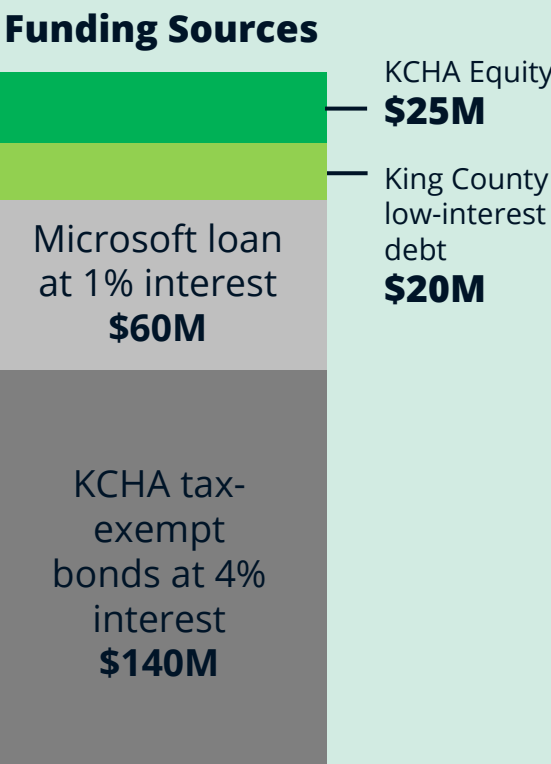 Funding Sources
KCHA Equity
$25M
King County
low-interest
debt
$20M
Microsoft loan
at 1% interest
$60M
KCHA tax-
exempt
bonds at 4%
interest
$140M